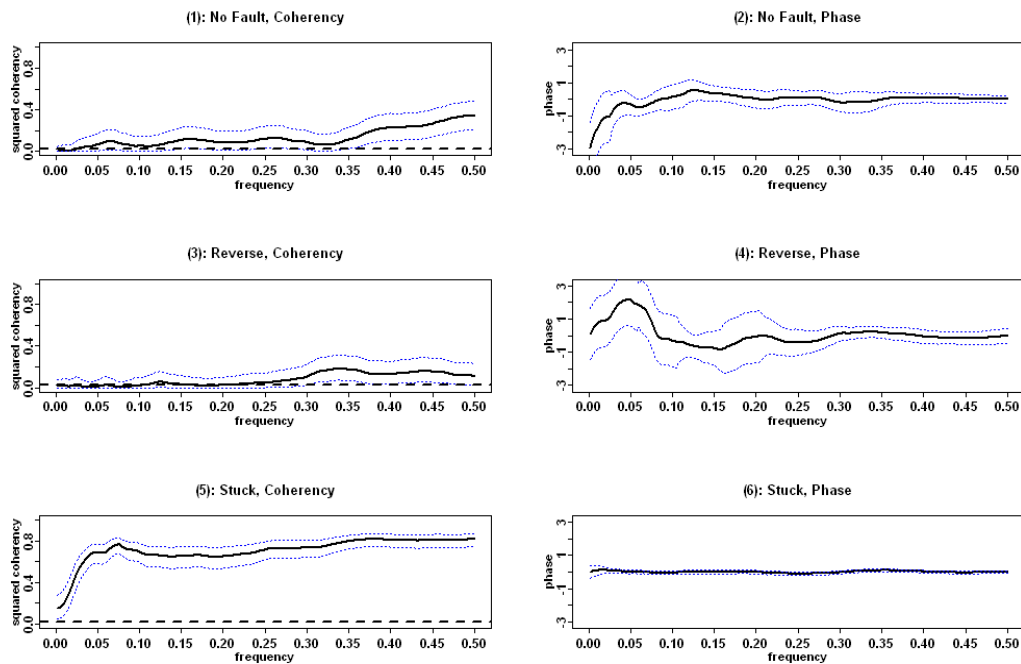 (1): No Fault, Coherency
squared coherency
0.0 0.4 0.8
0.00 0.05 0.10 0.15 0.20 0.25 0.30 0.35 0.40 0.45 0.50
frequency
(2): No Fault, Phase
phase
-3 -1 1 3
0.00 0.05 0.10 0.15 0.20 0.25 0.30 0.35 0.40 0.45 0.50
frequency
(3): Reverse, Coherency
squared coherency
0.0 0.4 0.8
0.00 0.05 0.10 0.15 0.20 0.25 0.30 0.35 0.40 0.45 0.50
frequency
(4): Reverse, Phase
phase
-3 -1 1 3
0.00 0.05 0.10 0.15 0.20 0.25 0.30 0.35 0.40 0.45 0.50
frequency
(5): Stuck, Coherency
squared coherency
0.0 0.4 0.8
0.00 0.05 0.10 0.15 0.20 0.25 0.30 0.35 0.40 0.45 0.50
frequency
(6): Stuck, Phase
phase
-3 -1 1 3
0.00 0.05 0.10 0.15 0.20 0.25 0.30 0.35 0.40 0.45 0.50
frequency